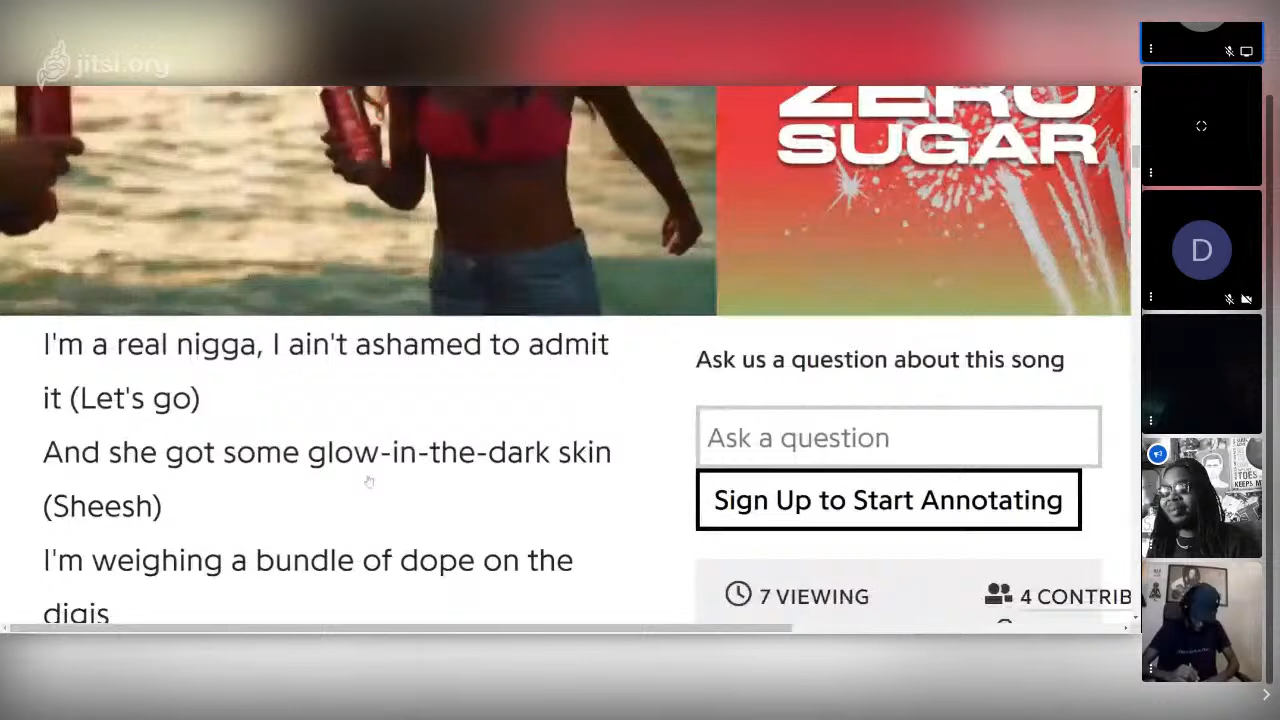 jitsi.org
ZERO
SUGAR
I'm a real nigga, I ain't ashamed to admit
it (Let's go)
And she got some glow-in-the-dark skin
(Sheesh)
I'm weighing a bundle of dope on the
digis
Ask us a question about this song
Ask a question
Sign Up to Start Annotating
7 VIEWING
4 CONTRIB
D
TOES
KEEPS M